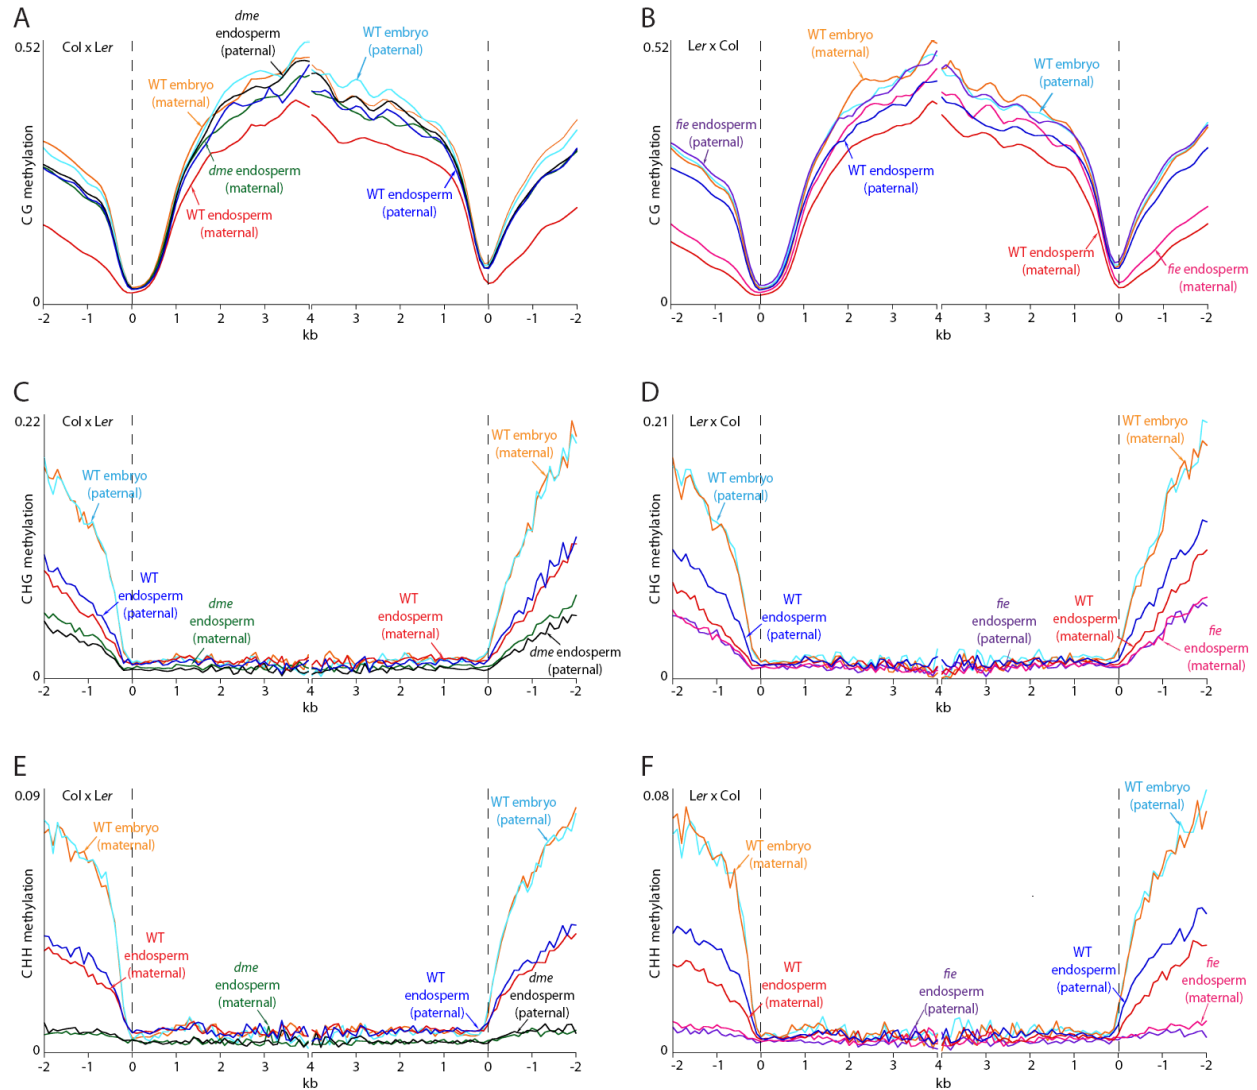 A
Col x Ler
0.52
0
CG methylation
dme
endosperm
(paternal)
WT embryo
(paternal)
WT embryo
(maternal)
dme endosperm
(maternal)
WT endosperm
(maternal)
WT endosperm
(paternal)
-2 -1 0 1 2 3 4 3 2 1 0 -1 -2
kb
B
Ler x Col
0.52
0
CG methylation
WT embryo
(maternal)
WT embryo
(paternal)
fie endosperm
(paternal)
WT endosperm
(paternal)
WT endosperm
(maternal)
fie endosperm
(maternal)
-2 -1 0 1 2 3 4 3 2 1 0 -1 -2
kb
C
Col x Ler
0.22
0
CHG methylation
WT embryo
(paternal)
WT embryo
(maternal)
WT
endosperm
(paternal)
dme
endosperm
(maternal)
WT
endosperm
(maternal)
dme endosperm
(paternal)
-2 -1 0 1 2 3 4 3 2 1 0 -1 -2
kb
D
Ler x Col
0.21
0
CHG methylation
WT embryo
(paternal)
WT embryo
(maternal)
WT
endosperm
(paternal)
fie
endosperm
(paternal)
WT
endosperm
(maternal)
fie
endosperm
(maternal)
-2 -1 0 1 2 3 4 3 2 1 0 -1 -2
kb
E
Col x Ler
0.09
0
CHH methylation
WT embryo
(maternal)
WT embryo
(paternal)
WT
endosperm
(maternal)
dme
endosperm
(maternal)
WT
endosperm
(paternal)
dme
endosperm
(paternal)
-2 -1 0 1 2 3 4 3 2 1 0 -1 -2
kb
F
Ler x Col
0.08
0
CHH methylation
WT embryo
(maternal)
WT embryo
(paternal)
WT
endosperm
(maternal)
fie
endosperm
(paternal)
WT
endosperm
(paternal)
fie
endosperm
(maternal)
-2 -1 0 1 2 3 4 3 2 1 0 -1 -2
kb